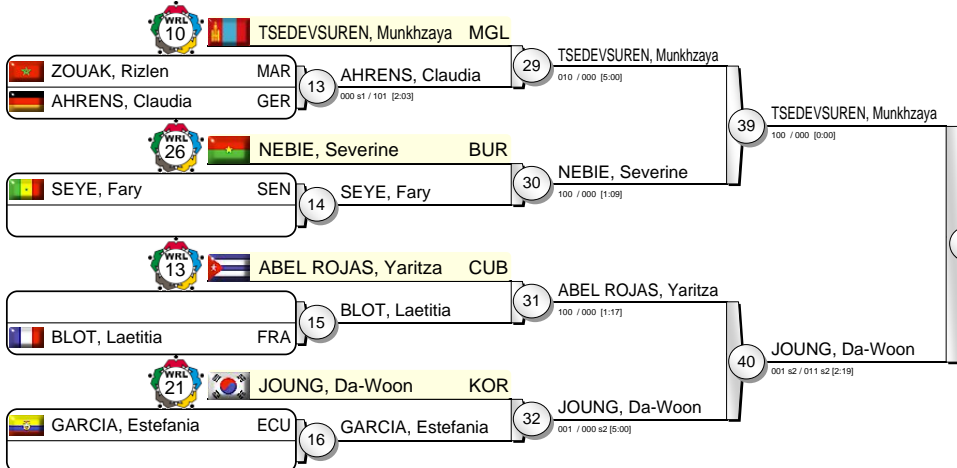 WRL
10
TSEDEVSUREN, Munkhzaya MGL
ZOUAK, Rizlen MAR
AHRENS, Claudia GER
13
AHRENS, Claudia
000 s1 / 101 [2:03]
29
TSEDEVSUREN, Munkhzaya
010 / 000 [5:00]
WRL
26
NEBIE, Severine BUR
SEYE, Fary SEN
14
SEYE, Fary
30
NEBIE, Severine
100 / 000 [1:09]
39
TSEDEVSUREN, Munkhzaya
100 / 000 [0:00]
WRL
13
ABEL ROJAS, Yaritza CUB
BLOT, Laetitia FRA
15
BLOT, Laetitia
31
ABEL ROJAS, Yaritza
100 / 000 [1:17]
WRL
21
JOUNG, Da-Woon KOR
GARCIA, Estefania ECU
16
GARCIA, Estefania
32
JOUNG, Da-Woon
001 / 000 s2 [5:00]
40
JOUNG, Da-Woon
001 s2 / 011 s2 [2:19]